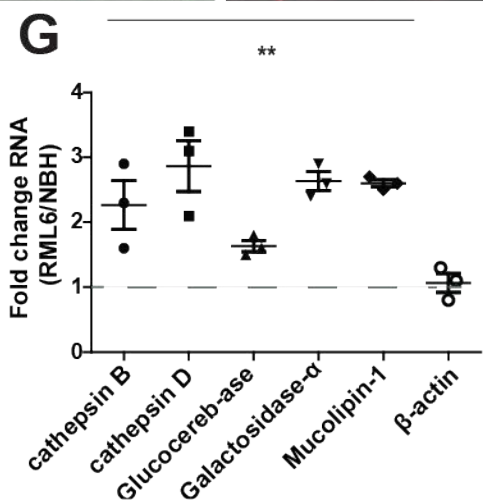 G
**
Fold change RNA
(RML6/NBH)
4
3
2
1
0
cathepsin B
cathepsin D
Glucocereb-ase
Galactosidase-α
Mucolipin-1
β-actin